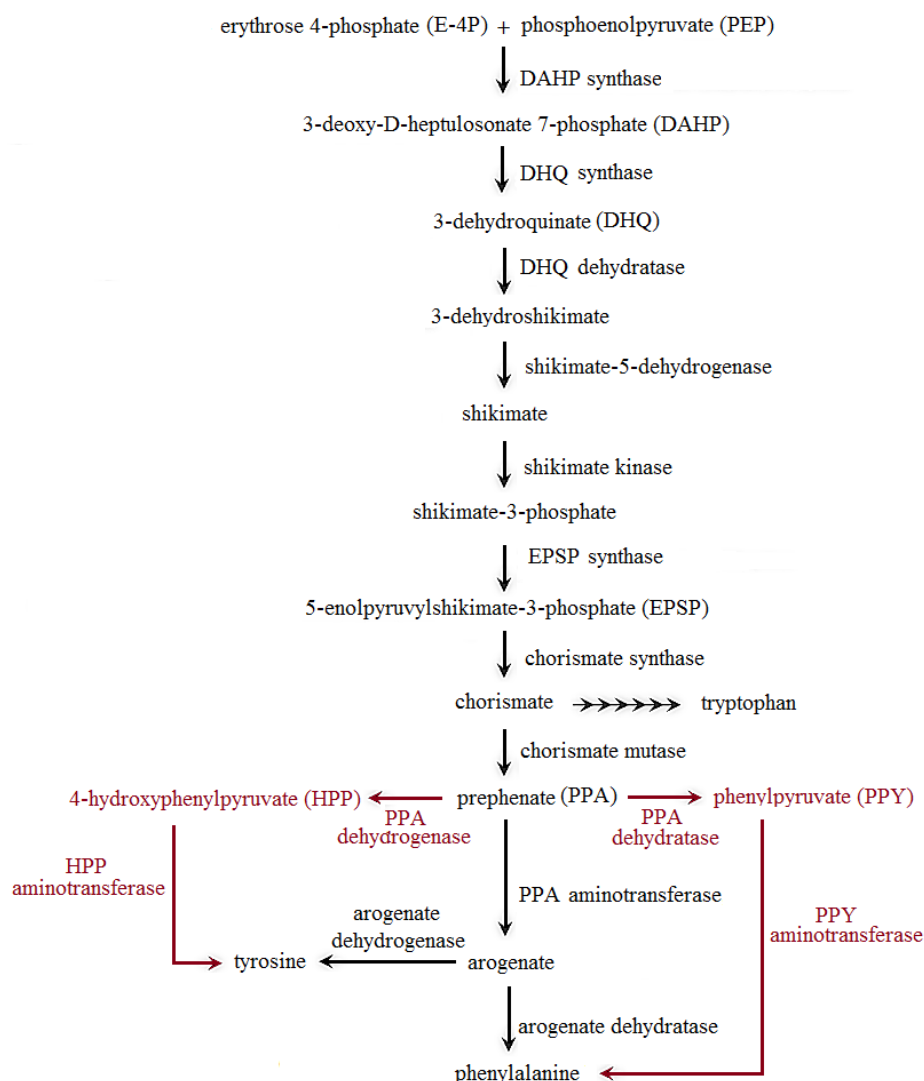 erythrose 4-phosphate (E-4P) + phosphoenolpyruvate (PEP)
DAHP synthase
3-deoxy-D-heptulosonate 7-phosphate (DAHP)
DHQ synthase
3-dehydroquinate (DHQ)
DHQ dehydratase
3-dehydroshikimate
shikimate-5-dehydrogenase
shikimate
shikimate kinase
shikimate-3-phosphate
EPSP synthase
5-enolpyruvylshikimate-3-phosphate (EPSP)
chorismate synthase
chorismate tryptophan
chorismate mutase
4-hydroxyphenylpyruvate (HPP) prephenate (PPA) phenylpyruvate (PPY)
PPA
dehydrogenase
PPA
dehydratase
HPP
aminotransferase
PPA aminotransferase
PPY
aminotransferase
arogenate
dehydrogenase
tyrosine arogenate
arogenate dehydratase
phenylalanine